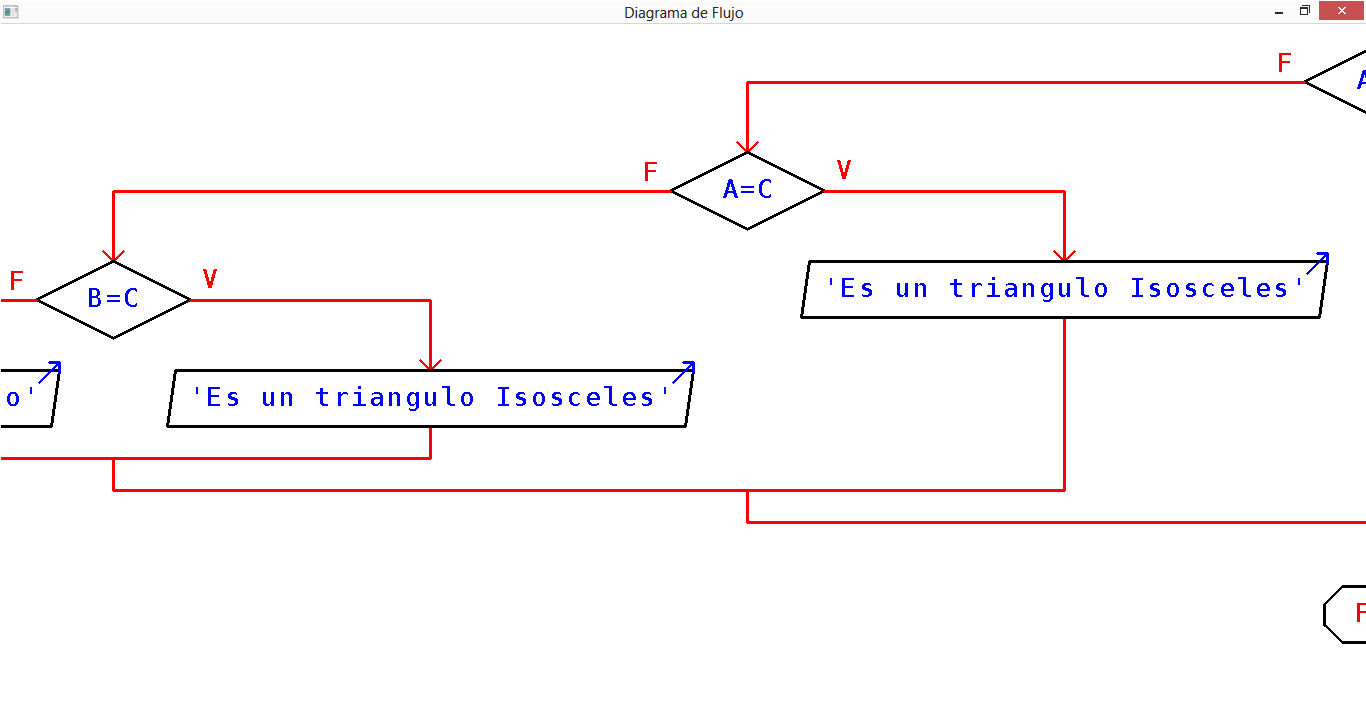 Diagrama de Flujo
F
A
F
A=C
V
F
B=C
V
'Es un triangulo Isosceles'
o'
'Es un triangulo Isosceles'
F